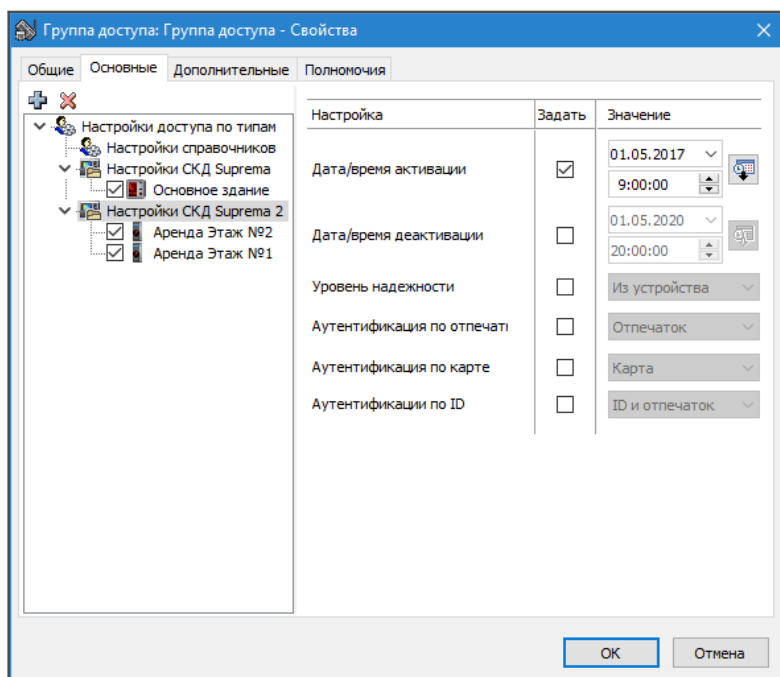 Группа доступа: Группа доступа - Свойства
Общие Основные Дополнительные Полномочия
Настройки доступа по типам
Настройки справочников
Настройки СКД Suprema
Основное здание
Настройки СКД Suprema 2
Аренда Этаж №2
Аренда Этаж №1
Настройка Задать Значение
Дата/время активации 01.05.2017
9:00:00
Дата/время деактивации 01.05.2020
20:00:00
Уровень надежности Из устройства
Аутентификация по отпечат Отпечаток
Аутентификации по карте Карта
Аутентификации по ID ID и отпечаток
OK Отмена